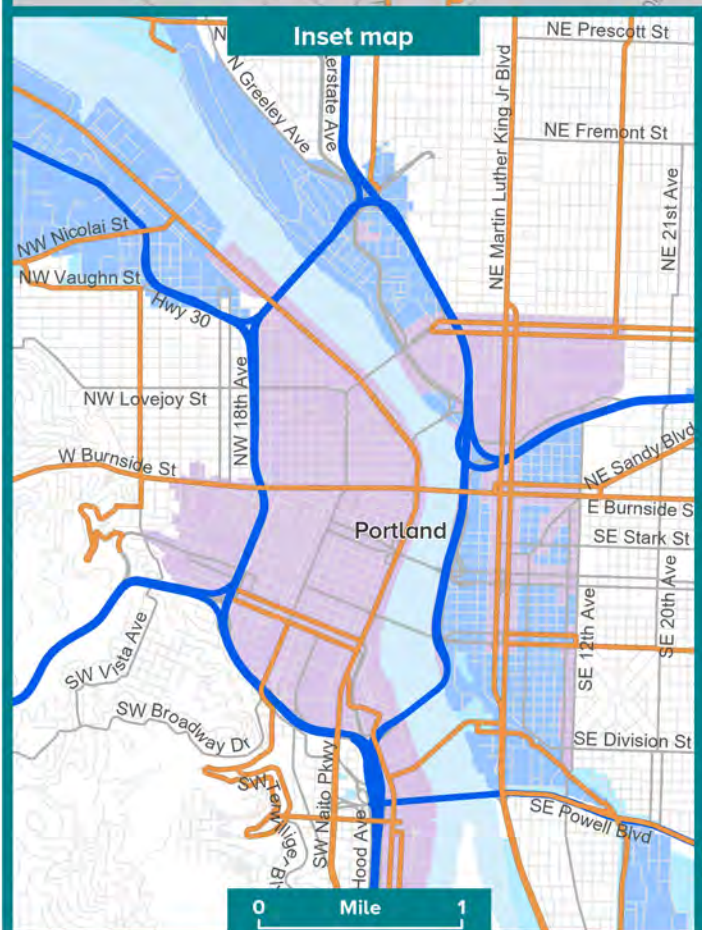 Inset map
NE Prescott St
N
N Greeley Ave
erstate Ave
NE Martin Luther King Jr Blvd
NE Fremont St
NE 21st Ave
NW Nicolai St
NW Vaughn St
Hwy 30
NW 18th Ave
NW Lovejoy St
W Burnside St
NE Sandy Blvd
E Burnside S
Portland
SE Stark St
SE 12th Ave
SE 20th Ave
SW Vista Ave
SW Broadway Dr
SE Division St
SW Terwilliger Bl
SW Naito Pkwy
Hood Ave
SE Powell Blvd
0 Mile 1